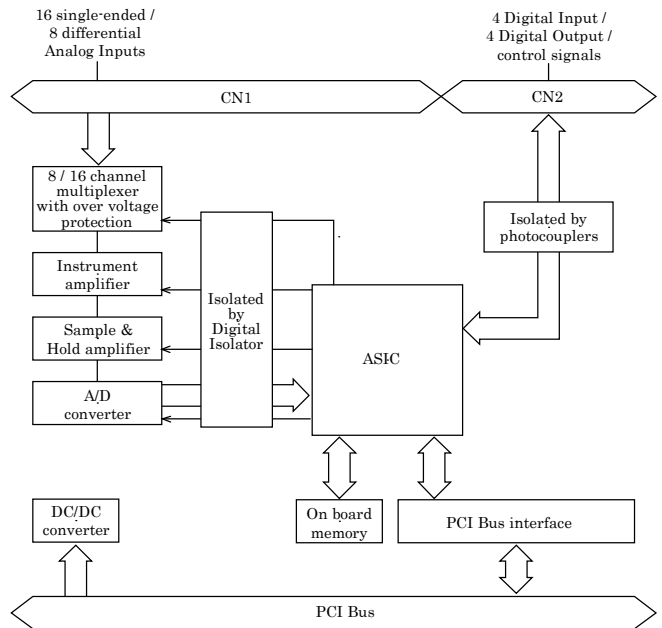 16 single-ended /
8 differential
Analog Inputs
4 Digital Input /
4 Digital Output /
control signals
CN1
CN2
8 / 16 channel
multiplexer
with over voltage
protection
Isolated by
photocouplers
Instrument
amplifier
Isolated
by
Digital
Isolator
Sample &
Hold amplifier
ASIC
A/D
converter
DC/DC
converter
On board
memory
PCI Bus interface
PCI Bus